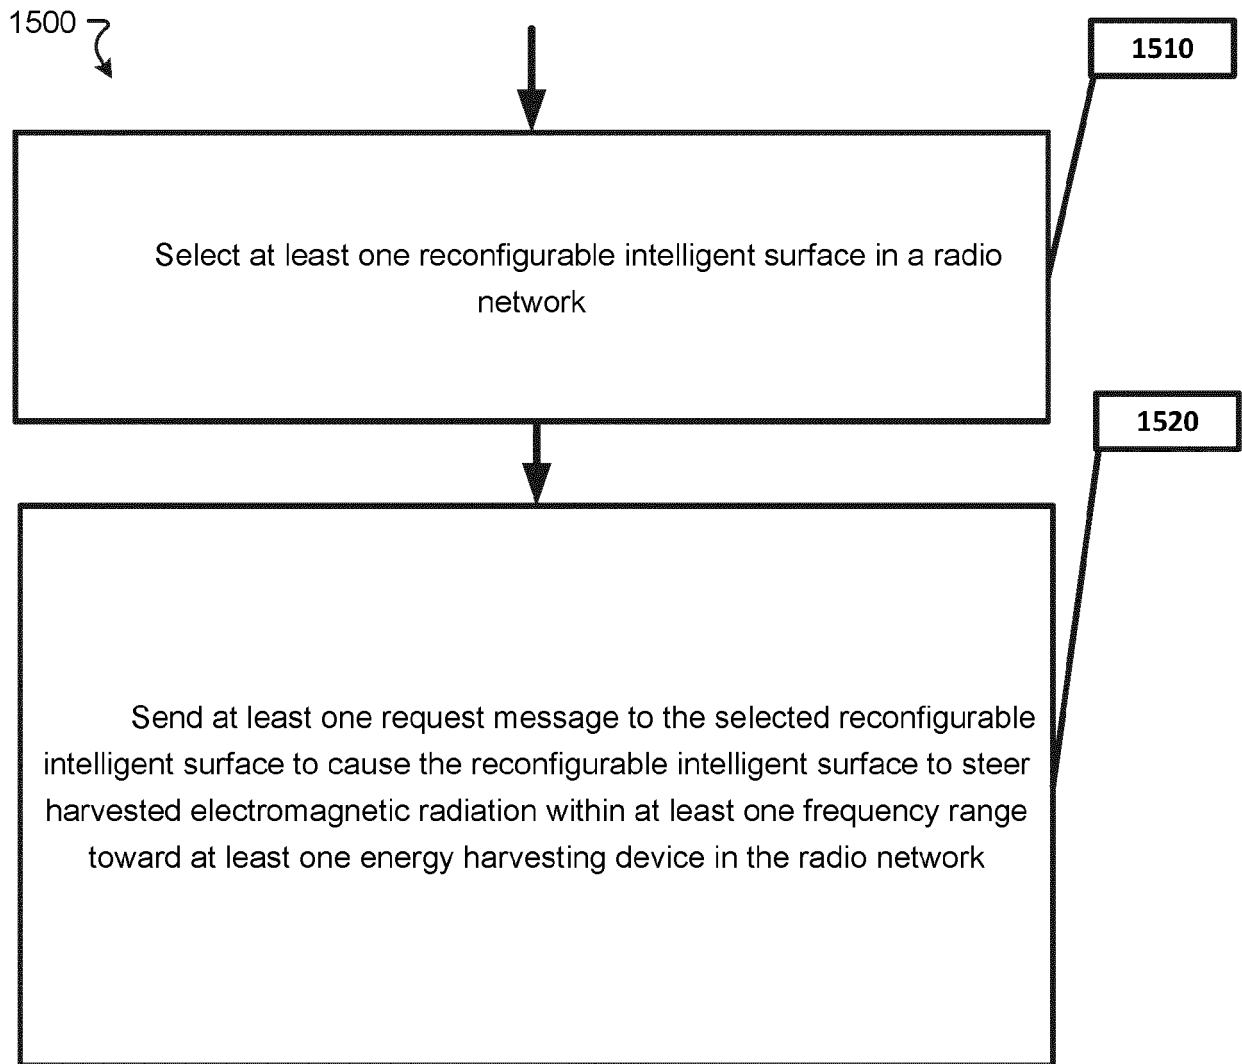 1500
1510
Select at least one reconfigurable intelligent surface in a radio
network
1520
Send at least one request message to the selected reconfigurable
intelligent surface to cause the reconfigurable intelligent surface to steer
harvested electromagnetic radiation within at least one frequency range
toward at least one energy harvesting device in the radio network